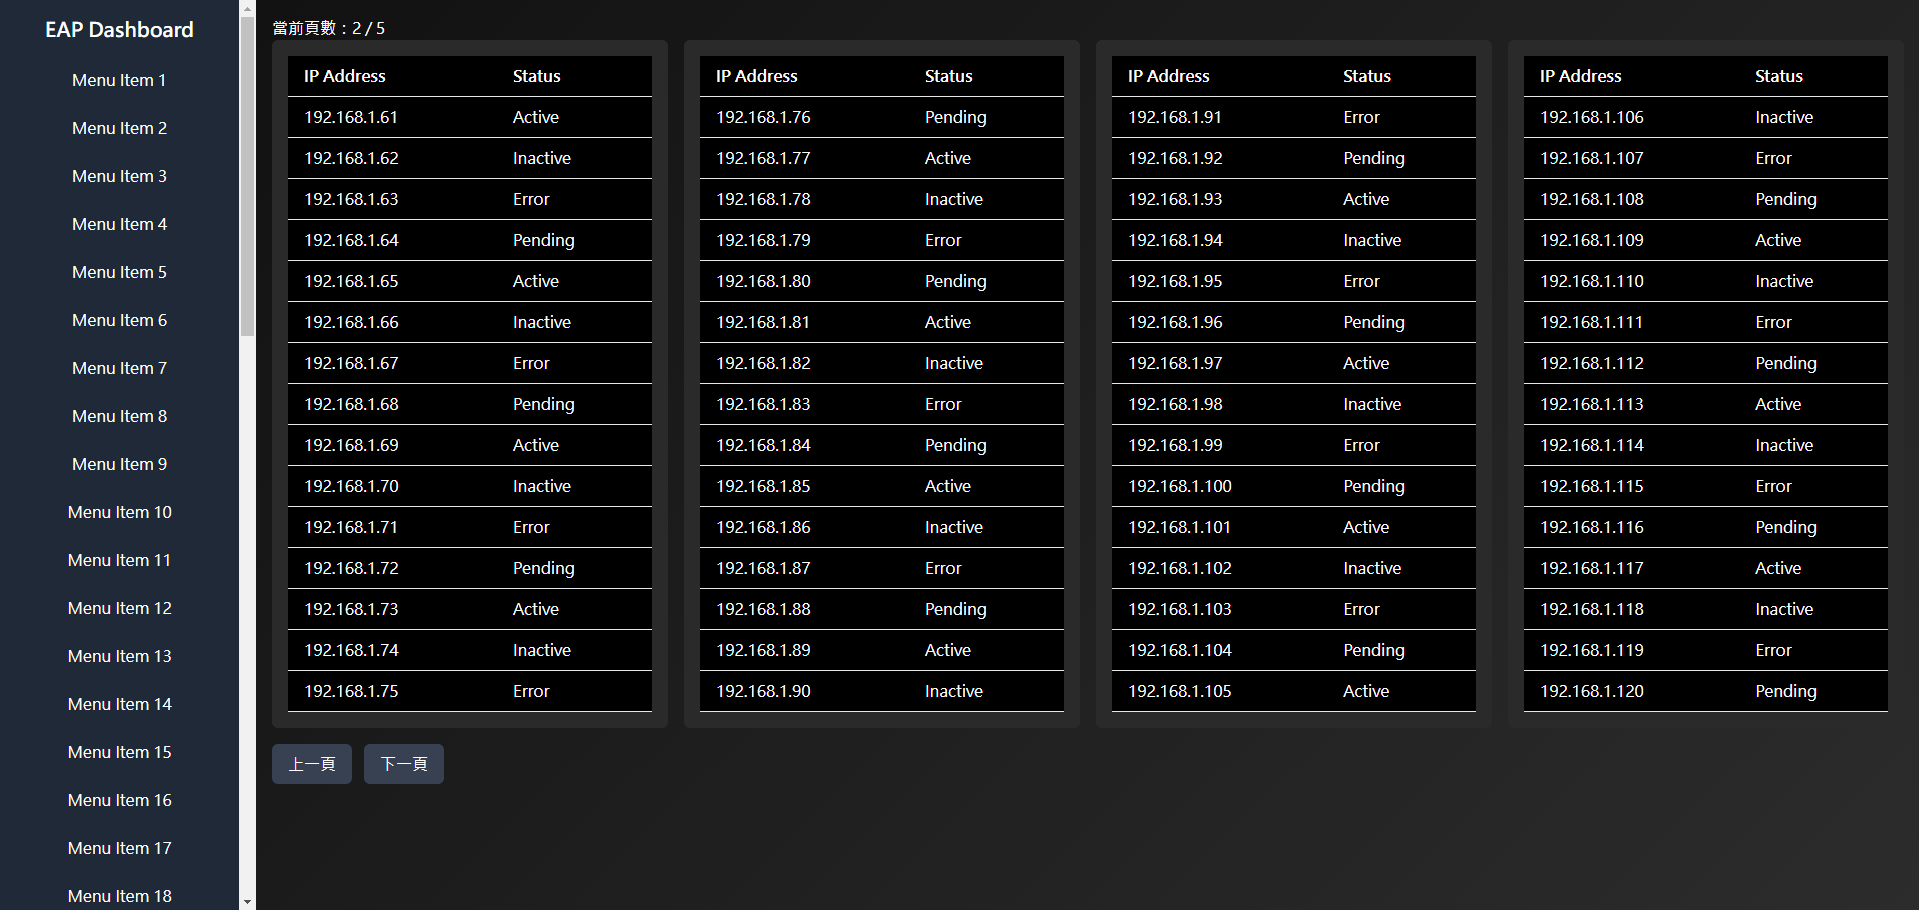 EAP Dashboard
Menu Item 1
Menu Item 2
Menu Item 3
Menu Item 4
Menu Item 5
Menu Item 6
Menu Item 7
Menu Item 8
Menu Item 9
Menu Item 10
Menu Item 11
Menu Item 12
Menu Item 13
Menu Item 14
Menu Item 15
Menu Item 16
Menu Item 17
Menu Item 18
當前頁數：2 / 5
IP Address Status
192.168.1.61 Active
192.168.1.62 Inactive
192.168.1.63 Error
192.168.1.64 Pending
192.168.1.65 Active
192.168.1.66 Inactive
192.168.1.67 Error
192.168.1.68 Pending
192.168.1.69 Active
192.168.1.70 Inactive
192.168.1.71 Error
192.168.1.72 Pending
192.168.1.73 Active
192.168.1.74 Inactive
192.168.1.75 Error
IP Address Status
192.168.1.76 Pending
192.168.1.77 Active
192.168.1.78 Inactive
192.168.1.79 Error
192.168.1.80 Pending
192.168.1.81 Active
192.168.1.82 Inactive
192.168.1.83 Error
192.168.1.84 Pending
192.168.1.85 Active
192.168.1.86 Inactive
192.168.1.87 Error
192.168.1.88 Pending
192.168.1.89 Active
192.168.1.90 Inactive
IP Address Status
192.168.1.91 Error
192.168.1.92 Pending
192.168.1.93 Active
192.168.1.94 Inactive
192.168.1.95 Error
192.168.1.96 Pending
192.168.1.97 Active
192.168.1.98 Inactive
192.168.1.99 Error
192.168.1.100 Pending
192.168.1.101 Active
192.168.1.102 Inactive
192.168.1.103 Error
192.168.1.104 Pending
192.168.1.105 Active
IP Address Status
192.168.1.106 Inactive
192.168.1.107 Error
192.168.1.108 Pending
192.168.1.109 Active
192.168.1.110 Inactive
192.168.1.111 Error
192.168.1.112 Pending
192.168.1.113 Active
192.168.1.114 Inactive
192.168.1.115 Error
192.168.1.116 Pending
192.168.1.117 Active
192.168.1.118 Inactive
192.168.1.119 Error
192.168.1.120 Pending
上一頁 下一頁